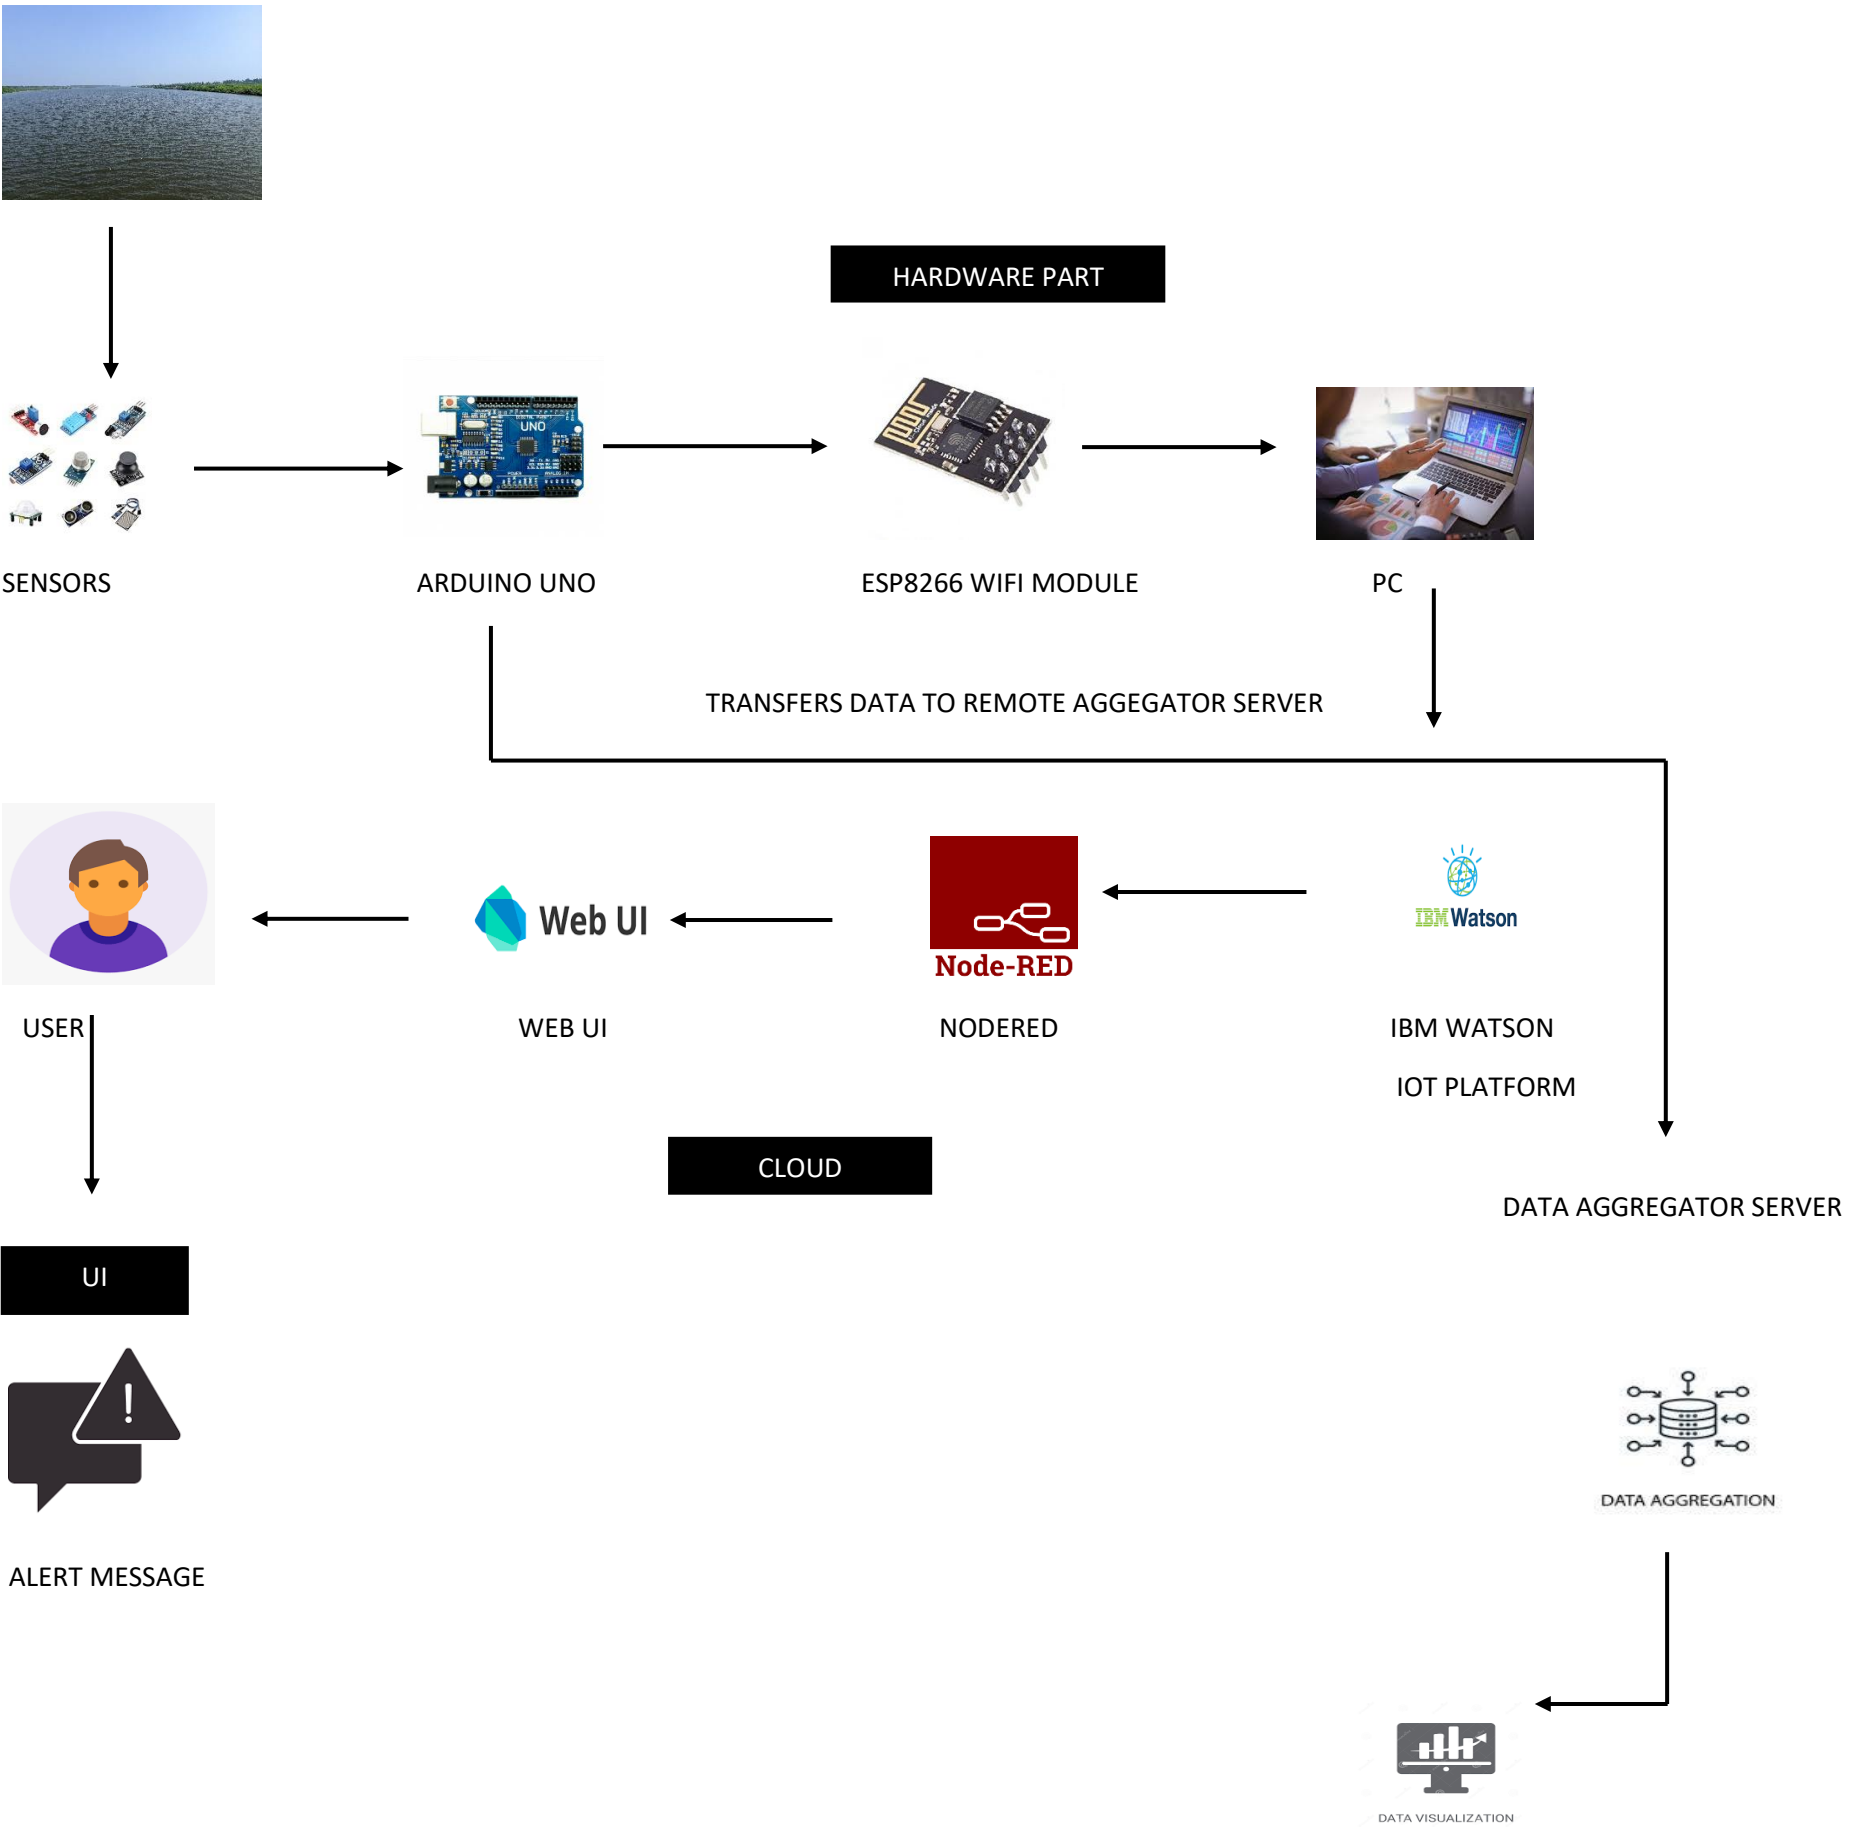 HARDWARE PART
UNO
SENSORS
ARDUINO UNO
ESP8266 WIFI MODULE
PC
TRANSFERS DATA TO REMOTE AGGEGATOR SERVER
Web UI
Node-RED
IBM Watson
USER
WEB UI
NODERED
IBM WATSON
IOT PLATFORM
CLOUD
DATA AGGREGATOR SERVER
UI
!
DATA AGGREGATION
ALERT MESSAGE
DATA VISUALIZATION